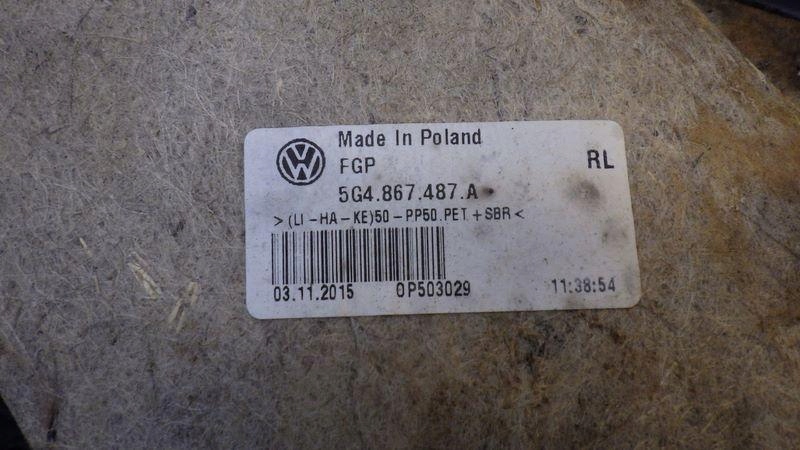 Made In Poland
FGP
RL
5G4.867.487.A
>(LI-HA-KE)50-PP50.PET+SBR<
03.11.2015 0P503029 11:38:54